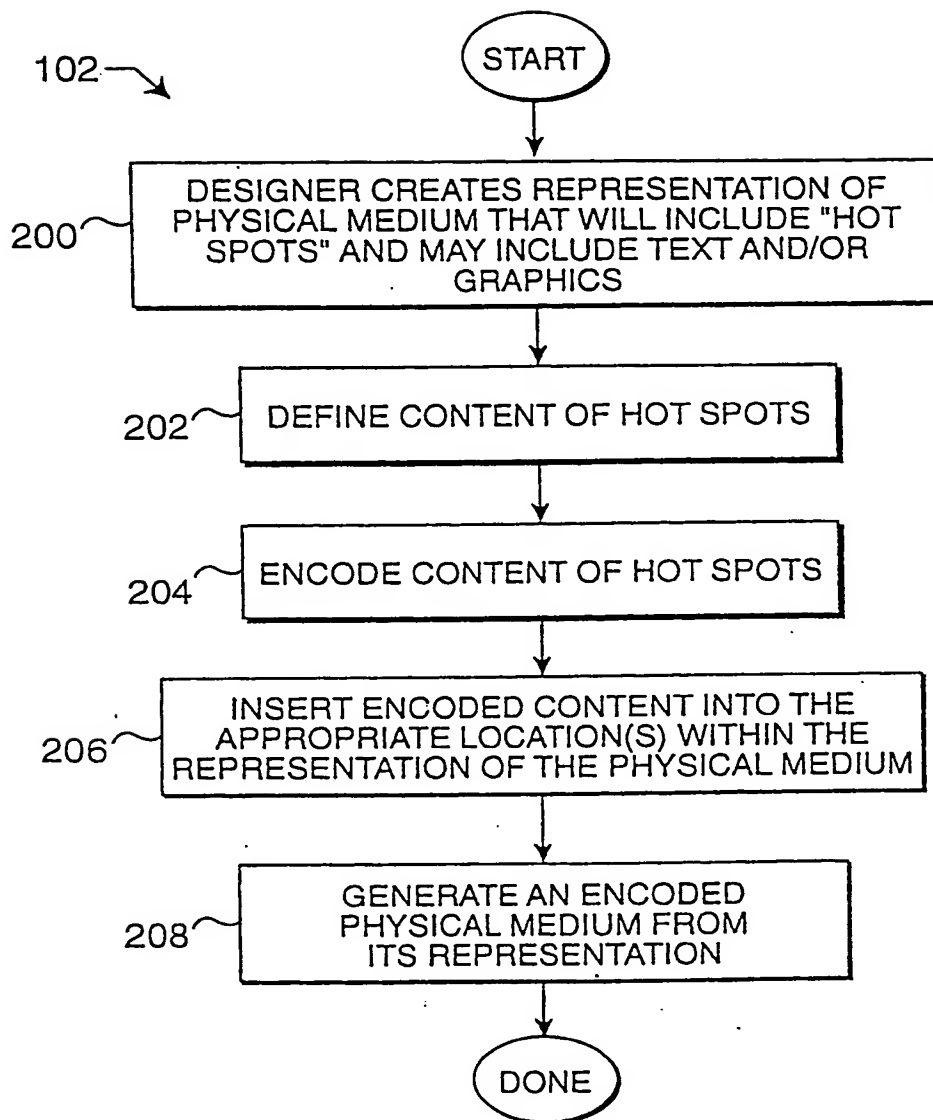 START
102
DESIGNER CREATES REPRESENTATION OF
PHYSICAL MEDIUM THAT WILL INCLUDE "HOT
SPOTS" AND MAY INCLUDE TEXT AND/OR
GRAPHICS
200
DEFINE CONTENT OF HOT SPOTS
202
ENCODE CONTENT OF HOT SPOTS
204
INSERT ENCODED CONTENT INTO THE
APPROPRIATE LOCATION(S) WITHIN THE
REPRESENTATION OF THE PHYSICAL MEDIUM
206
GENERATE AN ENCODED
PHYSICAL MEDIUM FROM
ITS REPRESENTATION
208
DONE